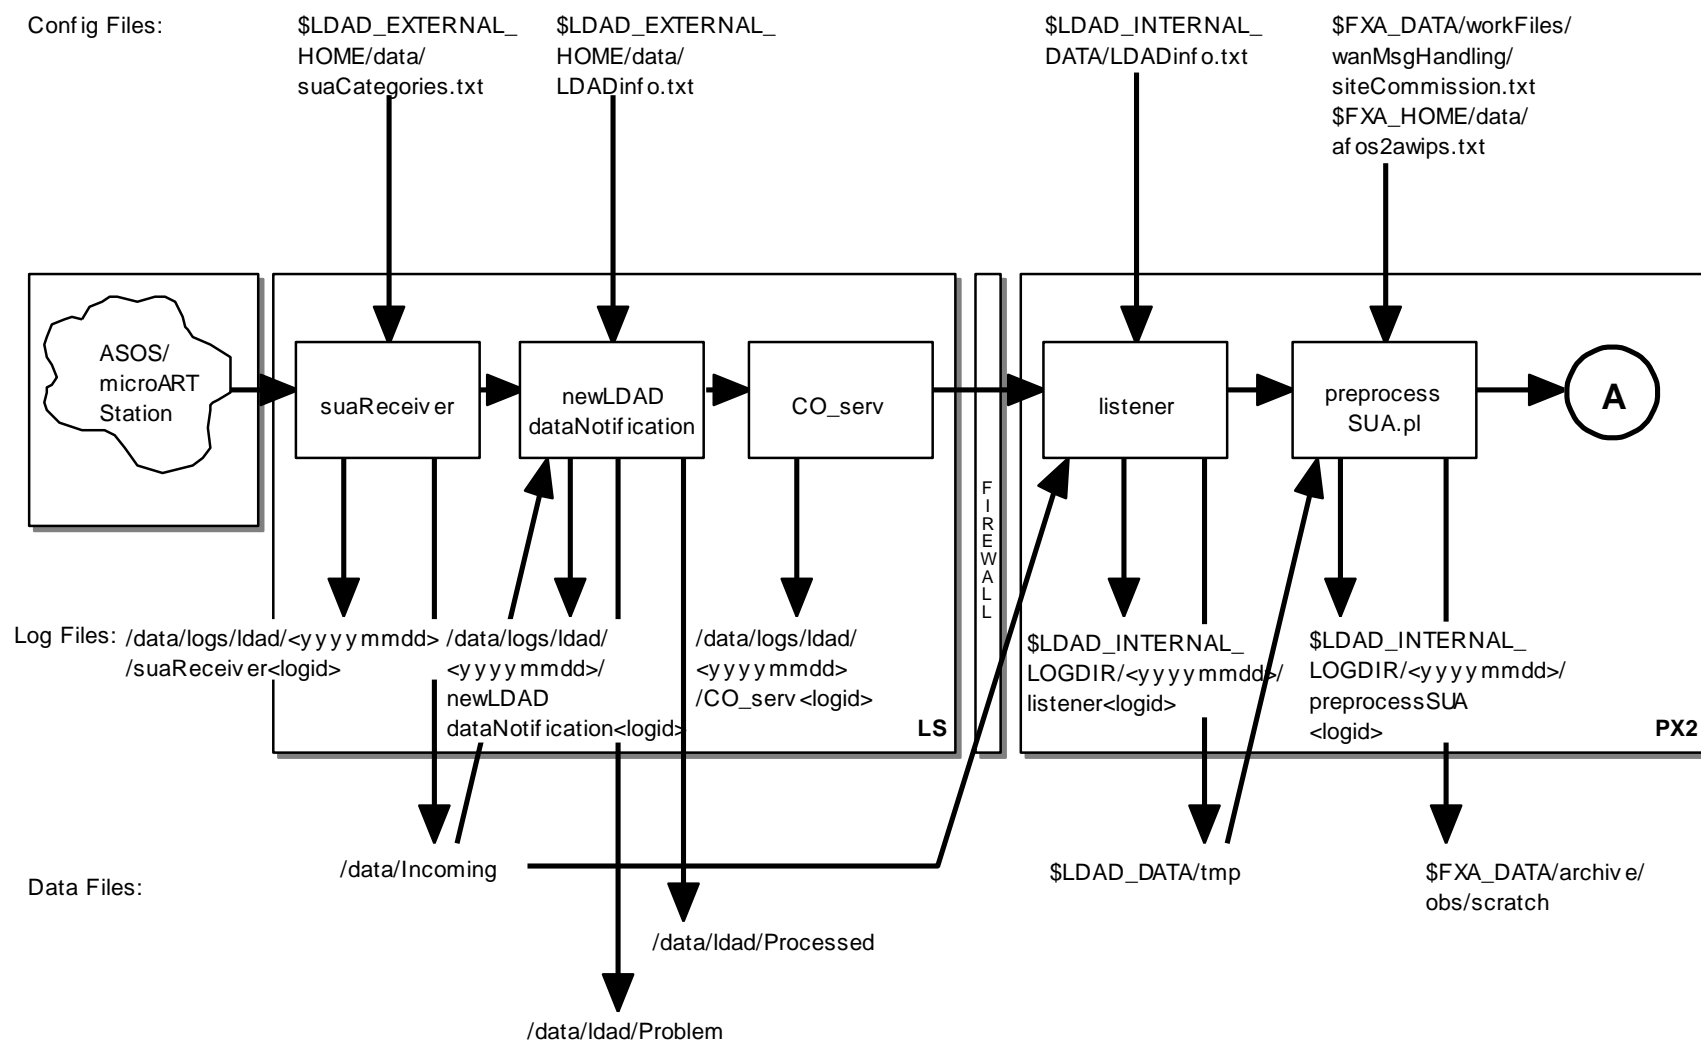 Config Files:
$LDAD_EXTERNAL_
HOME/data/
suaCategories.txt
$LDAD_EXTERNAL_
HOME/data/
LDADinfo.txt
$LDAD_INTERNAL_
DATA/LDADinfo.txt
$FXA_DATA/workFiles/
wanMsgHandling/
siteCommission.txt
$FXA_HOME/data/
afos2awips.txt
ASOS/
microART
Station
suaReceiver
newLDAD
dataNotification
CO_serv
FIREWALL
listener
preprocess
SUA.pl
A
Log Files:
/data/logs/ldad/<yyyymmdd>
/suaReceiver<logid>
/data/logs/ldad/
<yyyymmdd>/
newLDAD
dataNotification<logid>
/data/logs/ldad/
<yyyymmdd>
/CO_serv<logid>
LS
$LDAD_INTERNAL_
LOGDIR/<yyyymmdd>/
listener<logid>
$LDAD_INTERNAL_
LOGDIR/<yyyymmdd>/
preprocessSUA
<logid>
PX2
Data Files:
/data/Incoming
/data/ldad/Processed
/data/ldad/Problem
$LDAD_DATA/tmp
$FXA_DATA/archive/
obs/scratch